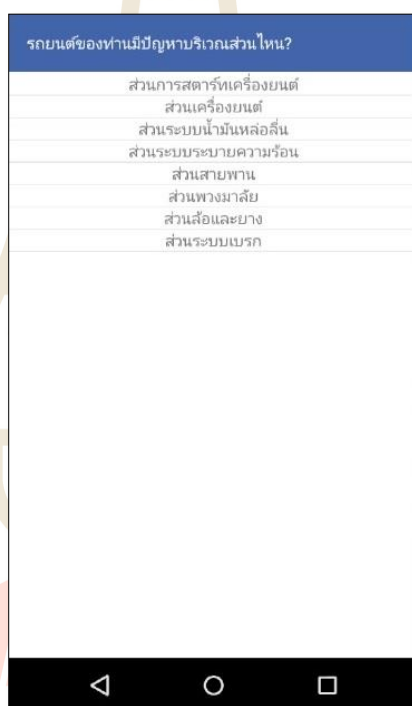 รถยนต์ของท่านมีปัญหาบริเวณส่วนไหน?
ส่วนการสตาร์ทเครื่องยนต์
ส่วนเครื่องยนต์
ส่วนระบบน้ำมันหล่อลื่น
ส่วนระบบระบายความร้อน
ส่วนสายพาน
ส่วนพวงมาลัย
ส่วนล้อและยาง
ส่วนระบบเบรก